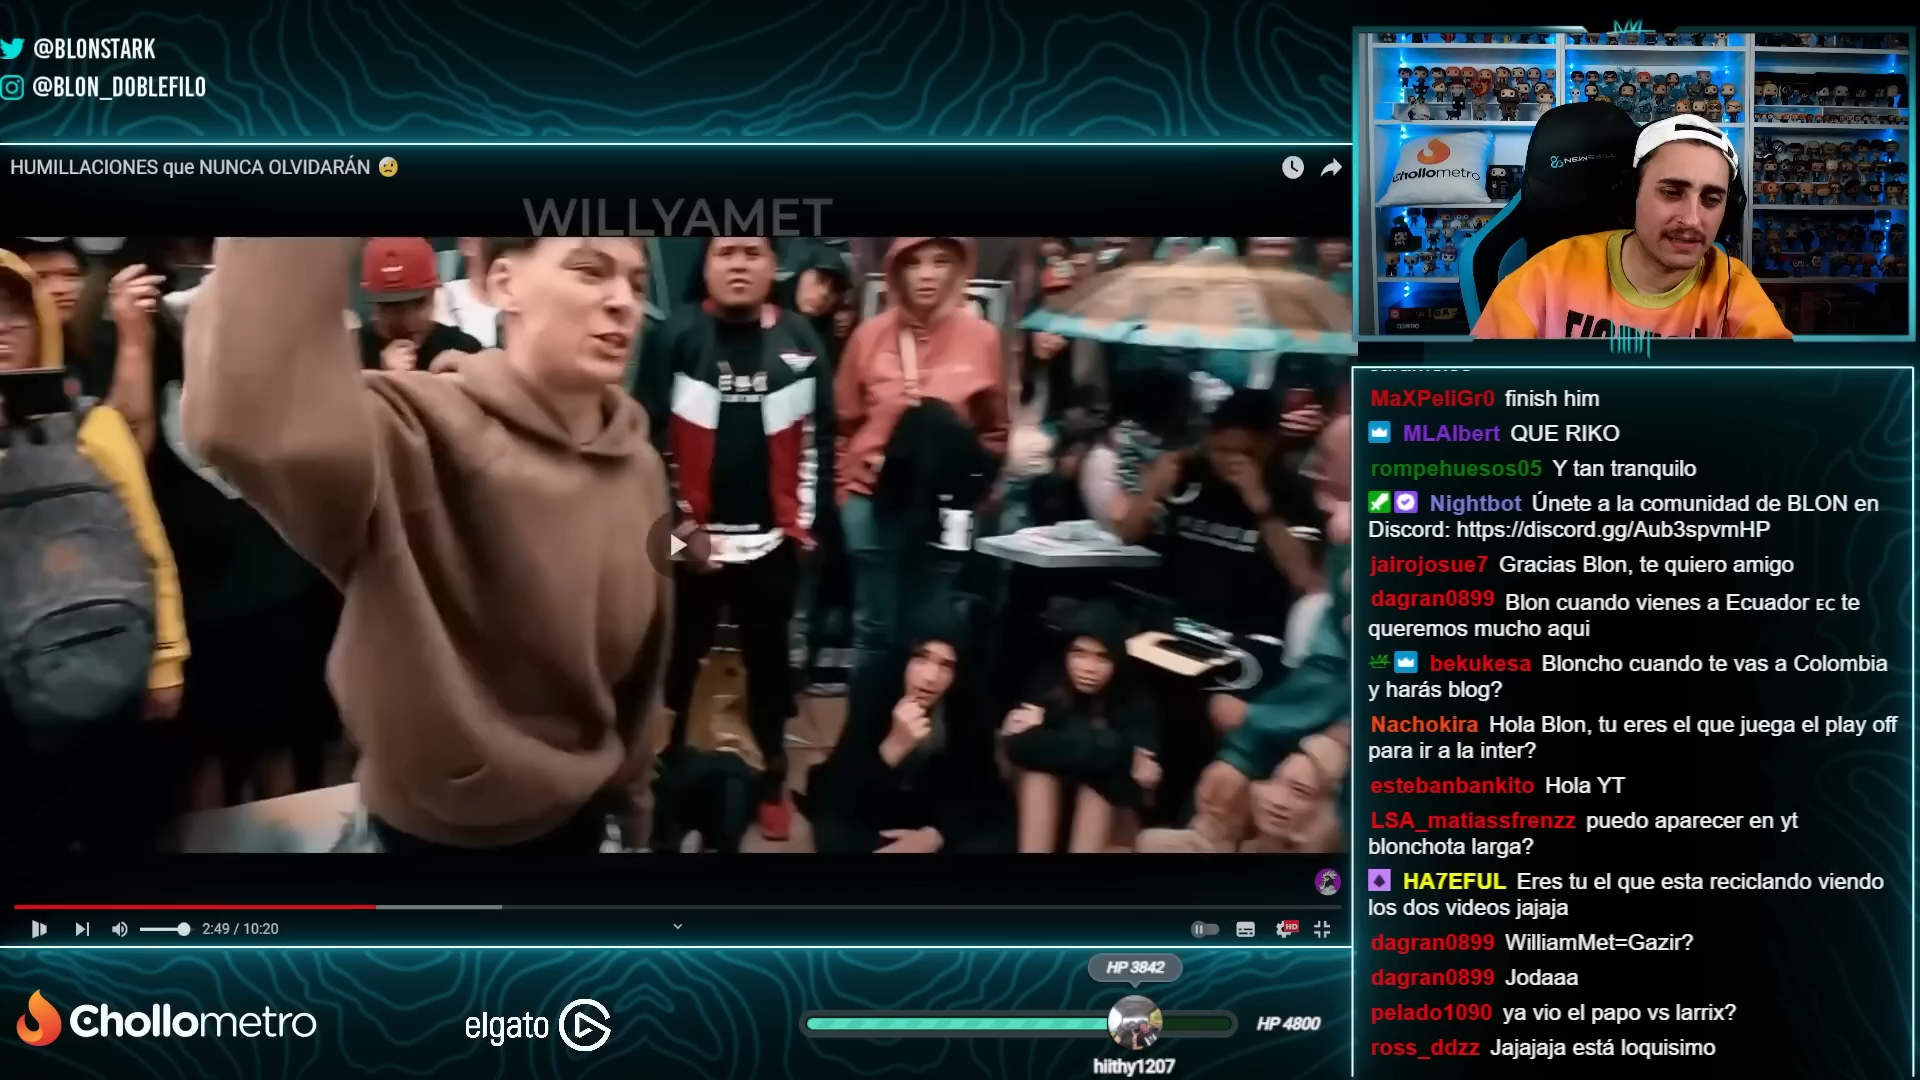 @BLONSTARK
@BLON_DOBLEFILO
HUMILLACIONES que NUNCA OLVIDARÁN
WILLYAMET
2:49 / 10:20
HD
Chollometro
elgato
HP 3842
HP 4800
hiithy1207
NEWSKILL
chollometro
MaXPeliGr0 finish him
MLAlbert QUE RIKO
rompehuesos05 Y tan tranquilo
Nightbot Únete a la comunidad de BLON en
Discord: https://discord.gg/Aub3spvmHP
jairojosue7 Gracias Blon, te quiero amigo
dagran0899 Blon cuando vienes a Ecuador EC te
queremos mucho aqui
bekukesa Bloncho cuando te vas a Colombia
y harás blog?
Nachokira Hola Blon, tu eres el que juega el play off
para ir a la inter?
estebanbankito Hola YT
LSA_matiassfrenzz puedo aparecer en yt
blonchota larga?
HA7EFUL Eres tu el que esta reciclando viendo
los dos videos jajaja
dagran0899 WilliamMet=Gazir?
dagran0899 Jodaaa
pelado1090 ya vio el papo vs larrix?
ross_ddzz Jajajaja está loquisimo